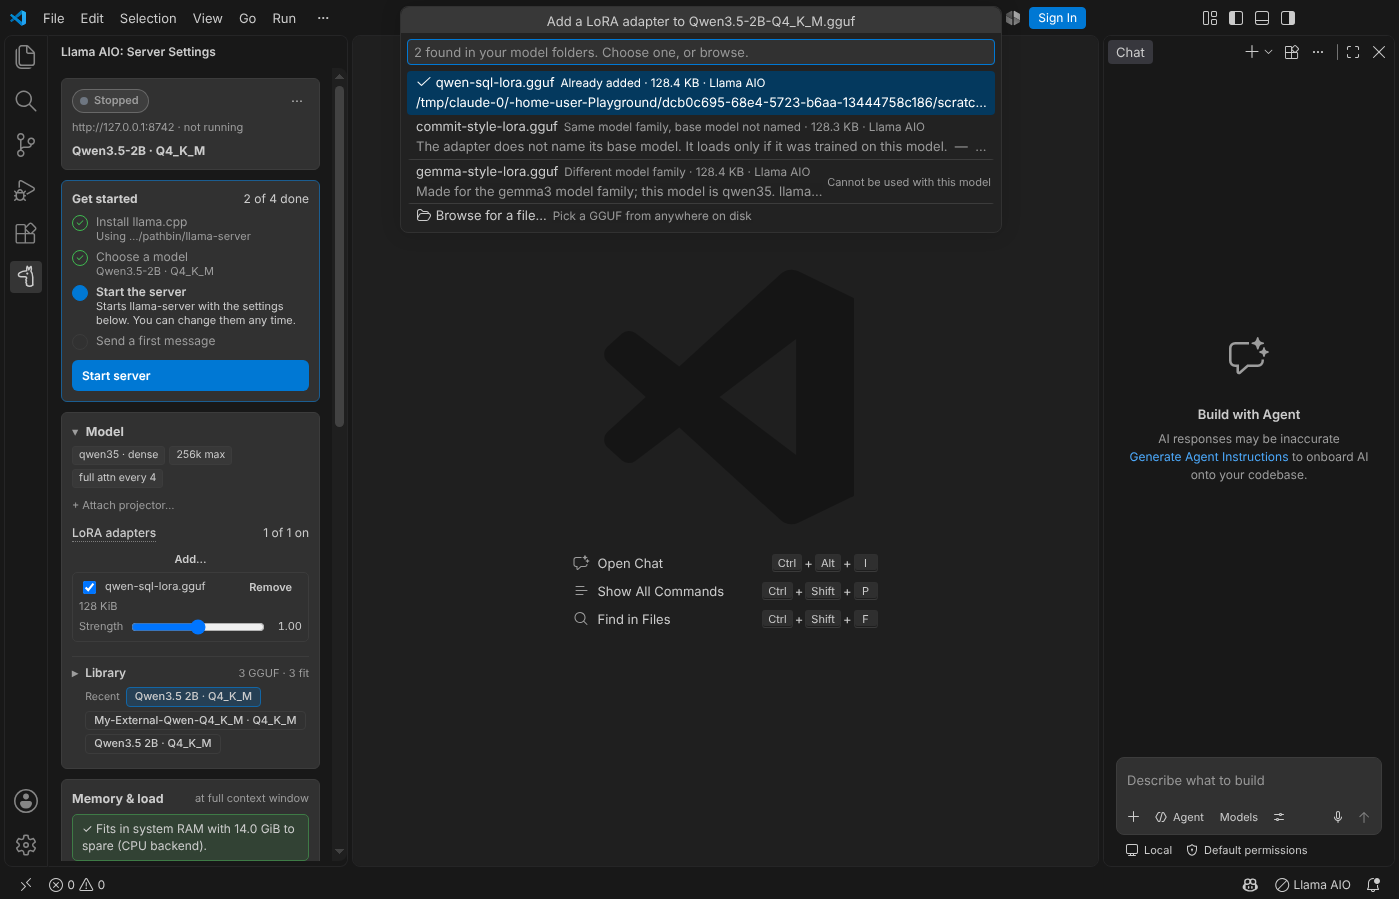 File Edit Selection View Go Run ···
Add a LoRA adapter to Qwen3.5-2B-Q4_K_M.gguf
Sign In
2 found in your model folders. Choose one, or browse.
qwen-sql-lora.gguf Already added · 128.4 KB · Llama AIO
/tmp/claude-0/-home-user-Playground/dcb0c695-68e4-5723-b6aa-13444758c186/scratc...
commit-style-lora.gguf Same model family, base model not named · 128.3 KB · Llama AIO
The adapter does not name its base model. It loads only if it was trained on this model. — ...
gemma-style-lora.gguf Different model family · 128.4 KB · Llama AIO
Made for the gemma3 model family; this model is qwen35. llama...
Cannot be used with this model
Browse for a file... Pick a GGUF from anywhere on disk
Llama AIO: Server Settings
Stopped
http://127.0.0.1:8742 · not running
Qwen3.5-2B · Q4_K_M
Get started 2 of 4 done
Install llama.cpp
Using .../pathbin/llama-server
Choose a model
Qwen3.5-2B · Q4_K_M
Start the server
Starts llama-server with the settings
below. You can change them any time.
Send a first message
Start server
Model
qwen35 · dense 256k max
full attn every 4
+ Attach projector...
LoRA adapters 1 of 1 on
Add...
qwen-sql-lora.gguf Remove
128 KiB
Strength 1.00
Library 3 GGUF · 3 fit
Recent Qwen3.5 2B · Q4_K_M
My-External-Qwen-Q4_K_M · Q4_K_M
Qwen3.5 2B · Q4_K_M
Memory & load at full context window
✓ Fits in system RAM with 14.0 GiB to
spare (CPU backend).
Open Chat Ctrl + Alt + I
Show All Commands Ctrl + Shift + P
Find in Files Ctrl + Shift + F
Chat
Build with Agent
AI responses may be inaccurate
Generate Agent Instructions to onboard AI
onto your codebase.
Describe what to build
Agent Models
Local Default permissions
0 0
Llama AIO